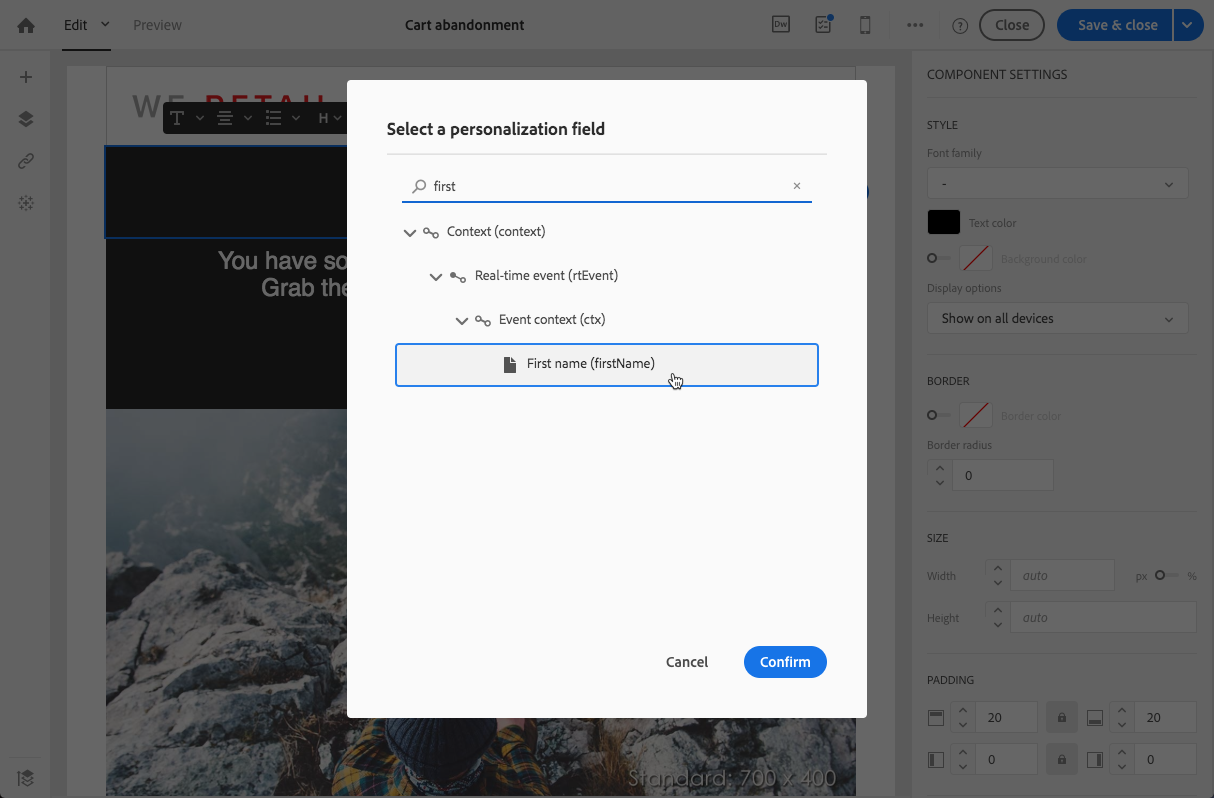 Edit
Preview
Cart abandonment
Dw
Close
Save & close
WE RETAIL
T
H
You have so
Grab the
Select a personalization field
first
Context (context)
Real-time event (rtEvent)
Event context (ctx)
First name (firstName)
Cancel
Confirm
Standard: 700 x 400
COMPONENT SETTINGS
STYLE
Font family
-
Text color
Background color
Display options
Show on all devices
BORDER
Border color
Border radius
0
SIZE
Width
auto
px
%
Height
auto
PADDING
20
20
0
0